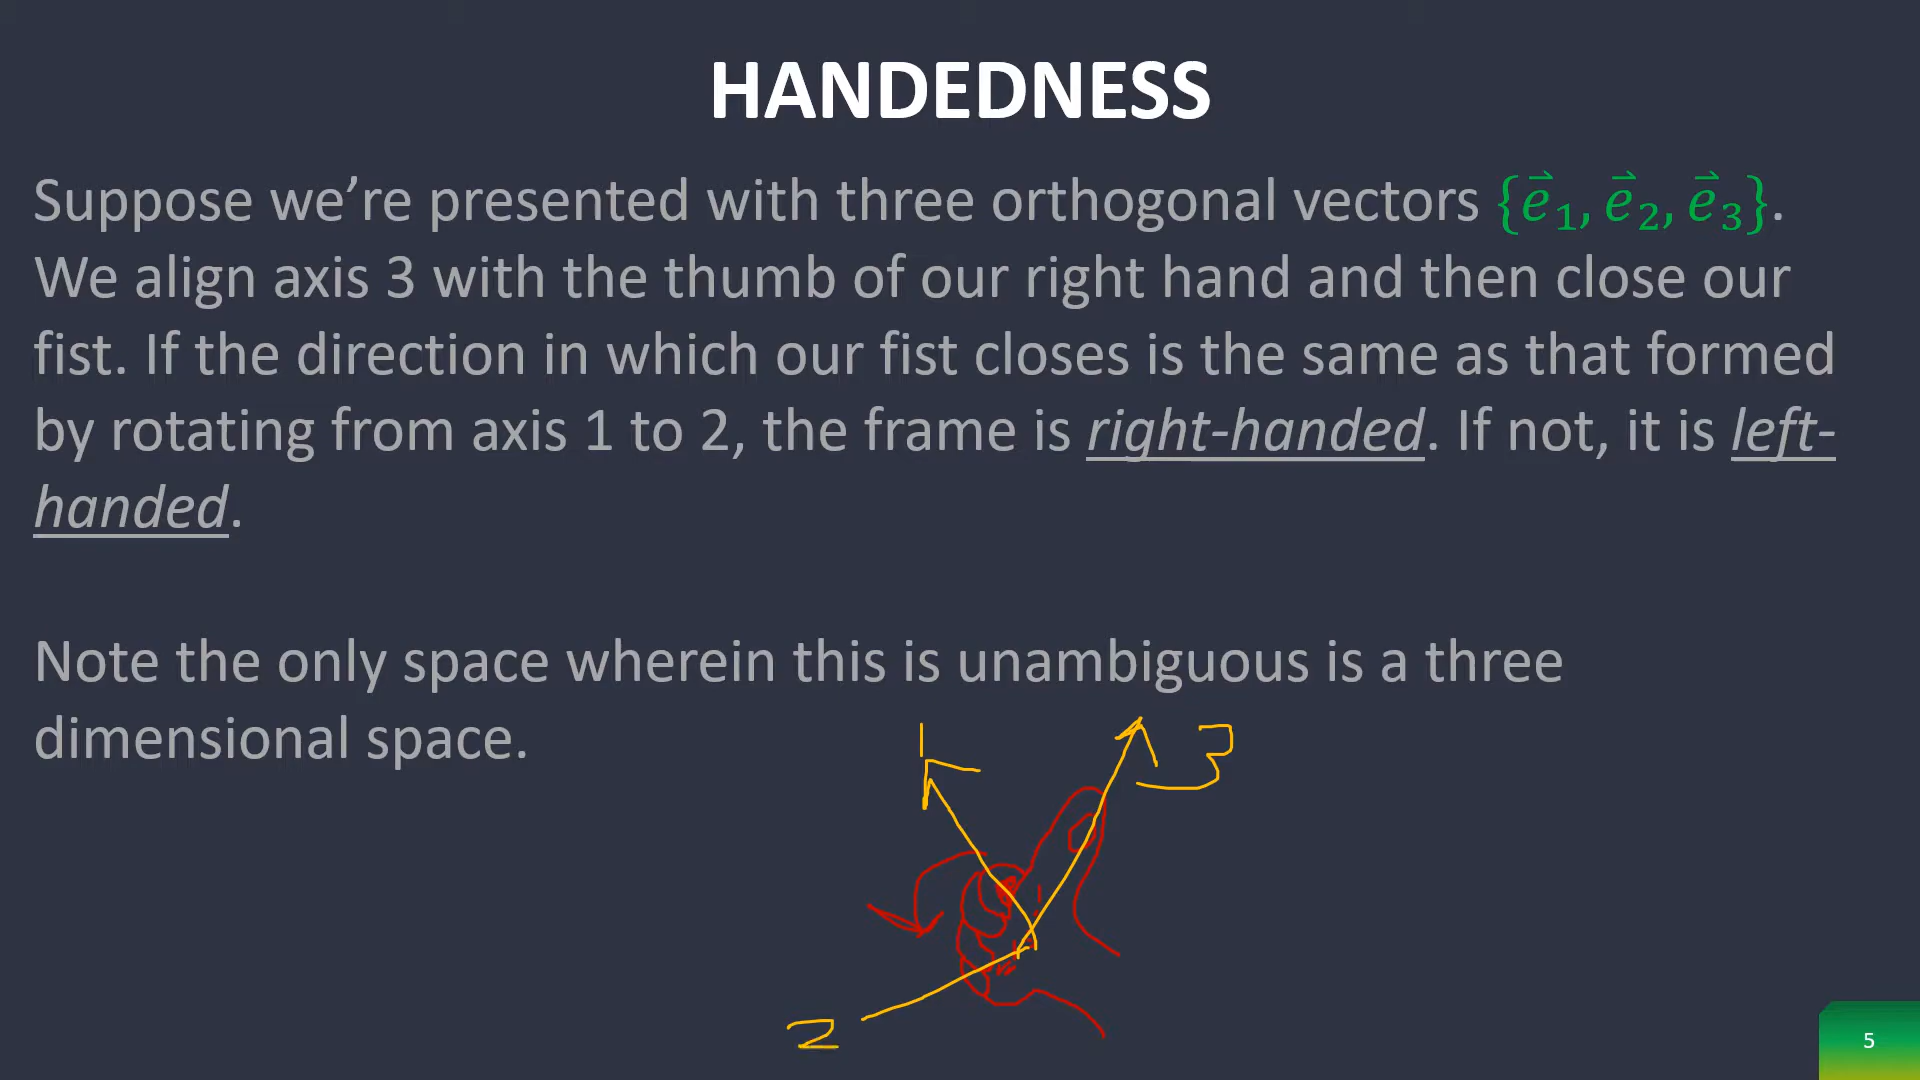 HANDEDNESS
Suppose we’re presented with three orthogonal vectors {e⃗₁, e⃗₂, e⃗₃}.
We align axis 3 with the thumb of our right hand and then close our
fist. If the direction in which our fist closes is the same as that formed
by rotating from axis 1 to 2, the frame is right-handed. If not, it is left-
handed.
Note the only space wherein this is unambiguous is a three
dimensional space.
1
3
2
5